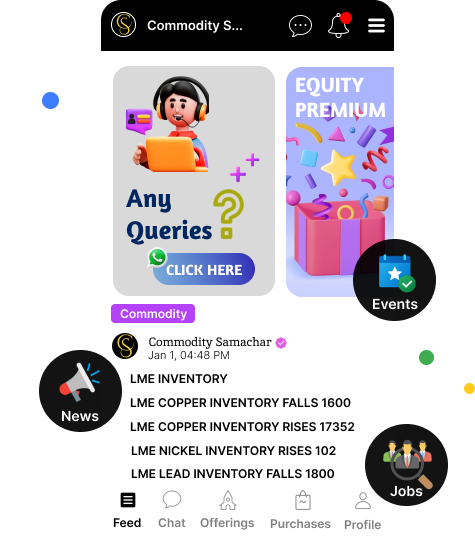 Commodity S...
EQUITY
PREMIUM
Any
Queries
CLICK HERE
Events
Commodity
Commodity Samachar
Jan 1, 04:48 PM
News
LME INVENTORY
LME COPPER INVENTORY FALLS 1600
LME COPPER INVENTORY RISES 17352
LME NICKEL INVENTORY RISES 102
LME LEAD INVENTORY FALLS 1800
Jobs
Feed
Chat
Offerings
Purchases
Profile